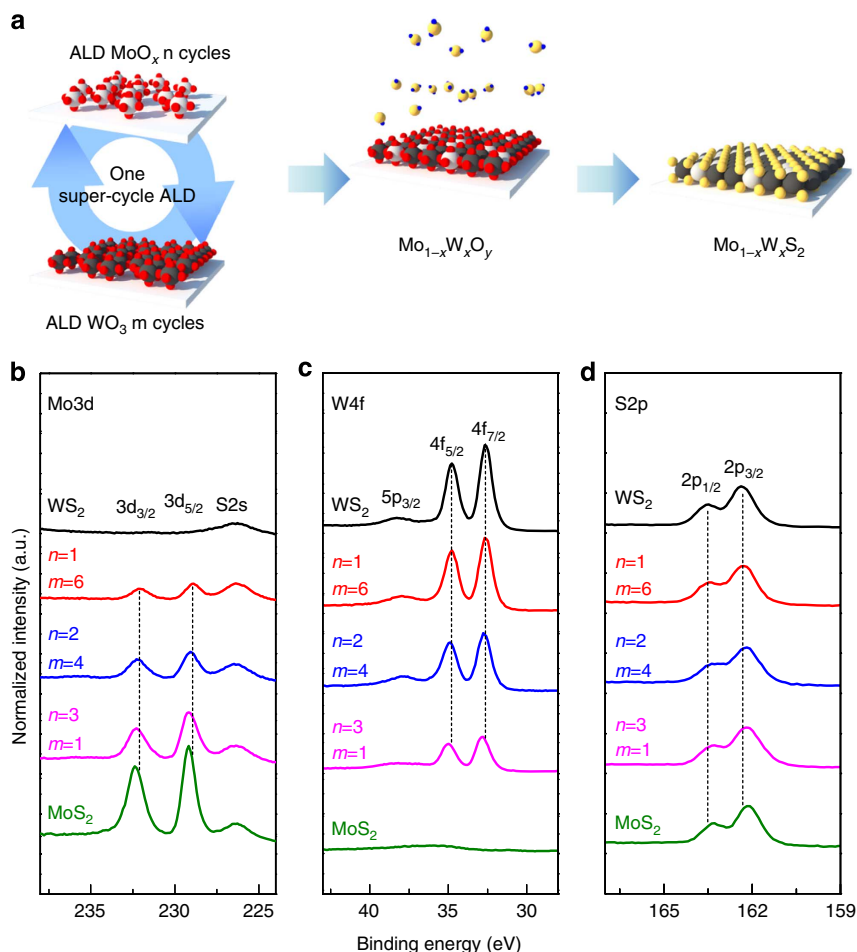 a
ALD MoOₓ n cycles
One
super-cycle ALD
ALD WO₃ m cycles
Mo₁₋ₓWₓOᵧ
Mo₁₋ₓWₓS₂
b
Mo3d
WS₂
3d₃/₂
3d₅/₂
S2s
n=1
m=6
n=2
m=4
n=3
m=1
MoS₂
235
230
225
Normalized intensity (a.u.)
c
W4f
4f₇/₂
4f₅/₂
5p₃/₂
WS₂
n=1
m=6
n=2
m=4
n=3
m=1
MoS₂
40
35
30
Binding energy (eV)
d
S2p
2p₃/₂
2p₁/₂
WS₂
n=1
m=6
n=2
m=4
n=3
m=1
MoS₂
165
162
159